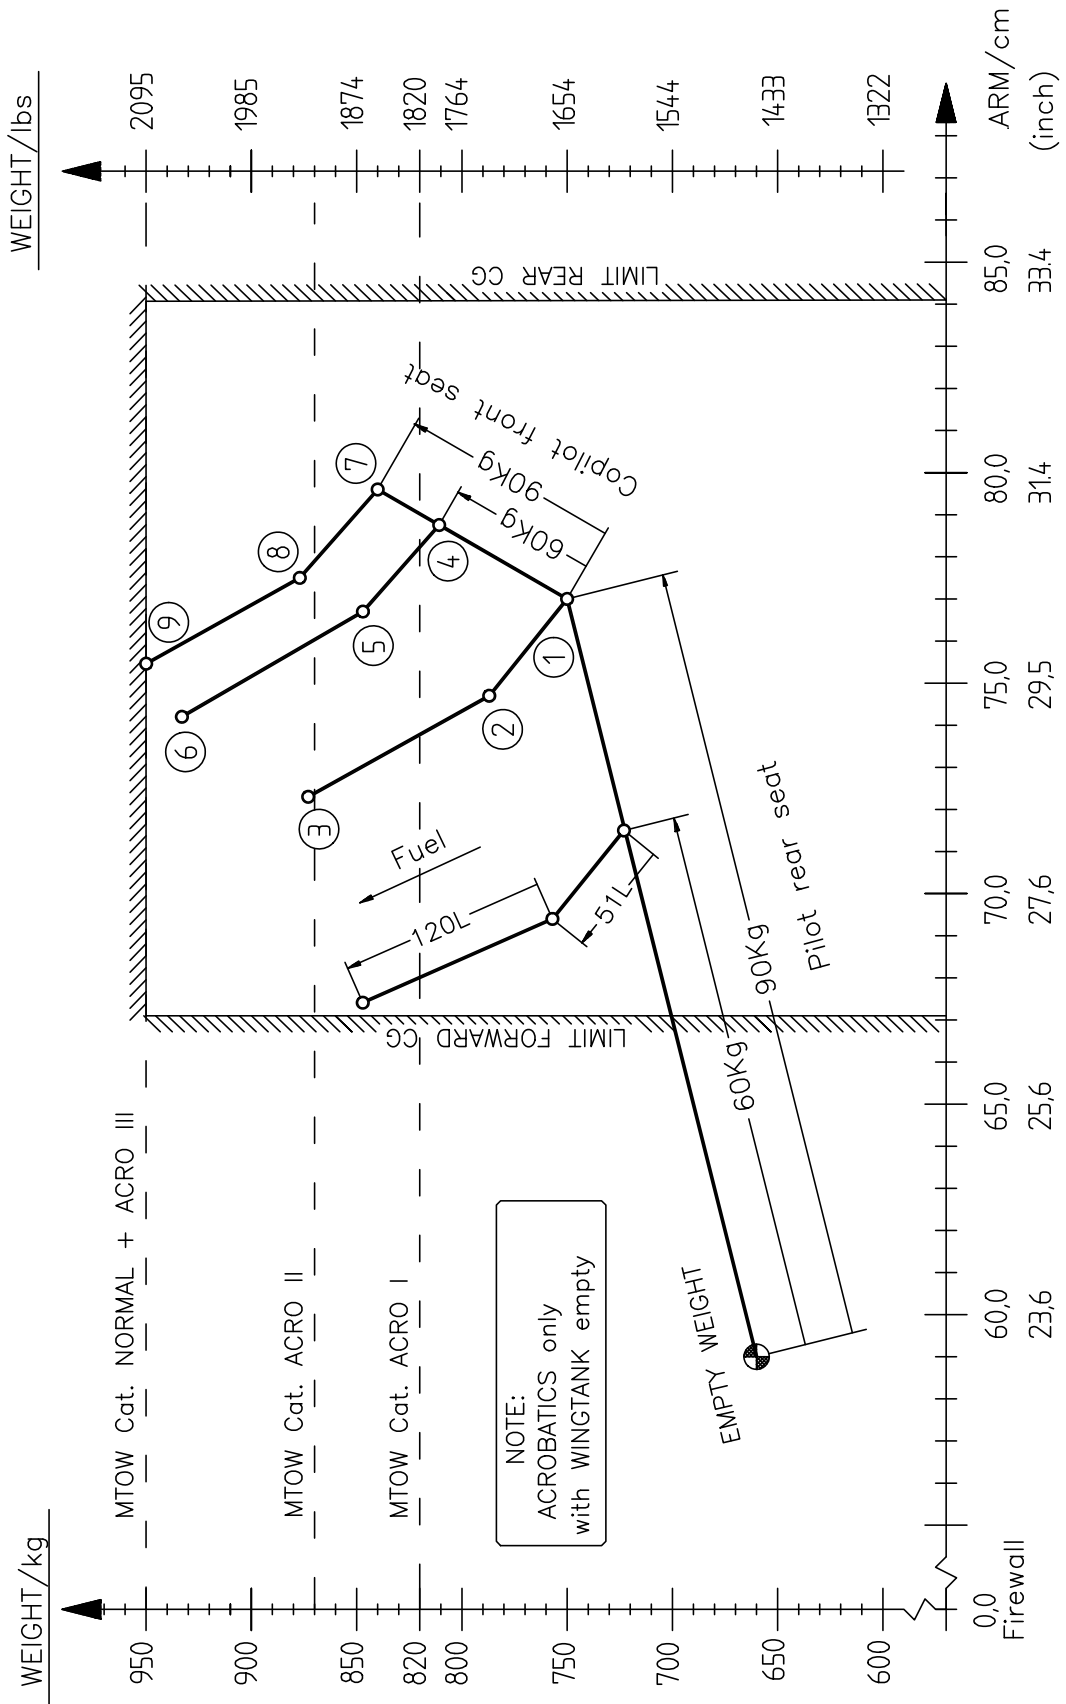 WEIGHT/kg
950
900
850
800
750
700
650
600
WEIGHT/lbs
2095
1985
1874
1820
1764
1654
1544
1433
1322
MTOW Cat. NORMAL + ACRO III
MTOW Cat. ACRO II
MTOW Cat. ACRO I
NOTE:
ACROBATICS only
with WINGTANK empty
EMPTY WEIGHT
LIMIT FORWARD CG
LIMIT REAR CG
Fuel
120L
51L
60Kg
90Kg
Pilot rear seat
60Kg
90Kg
Copilot front seat
1
2
3
4
5
6
7
8
9
0,0
Firewall
60,0
23,6
65,0
25,6
70,0
27,6
75,0
29,5
80,0
31.4
85,0
33.4
ARM/cm
(inch)